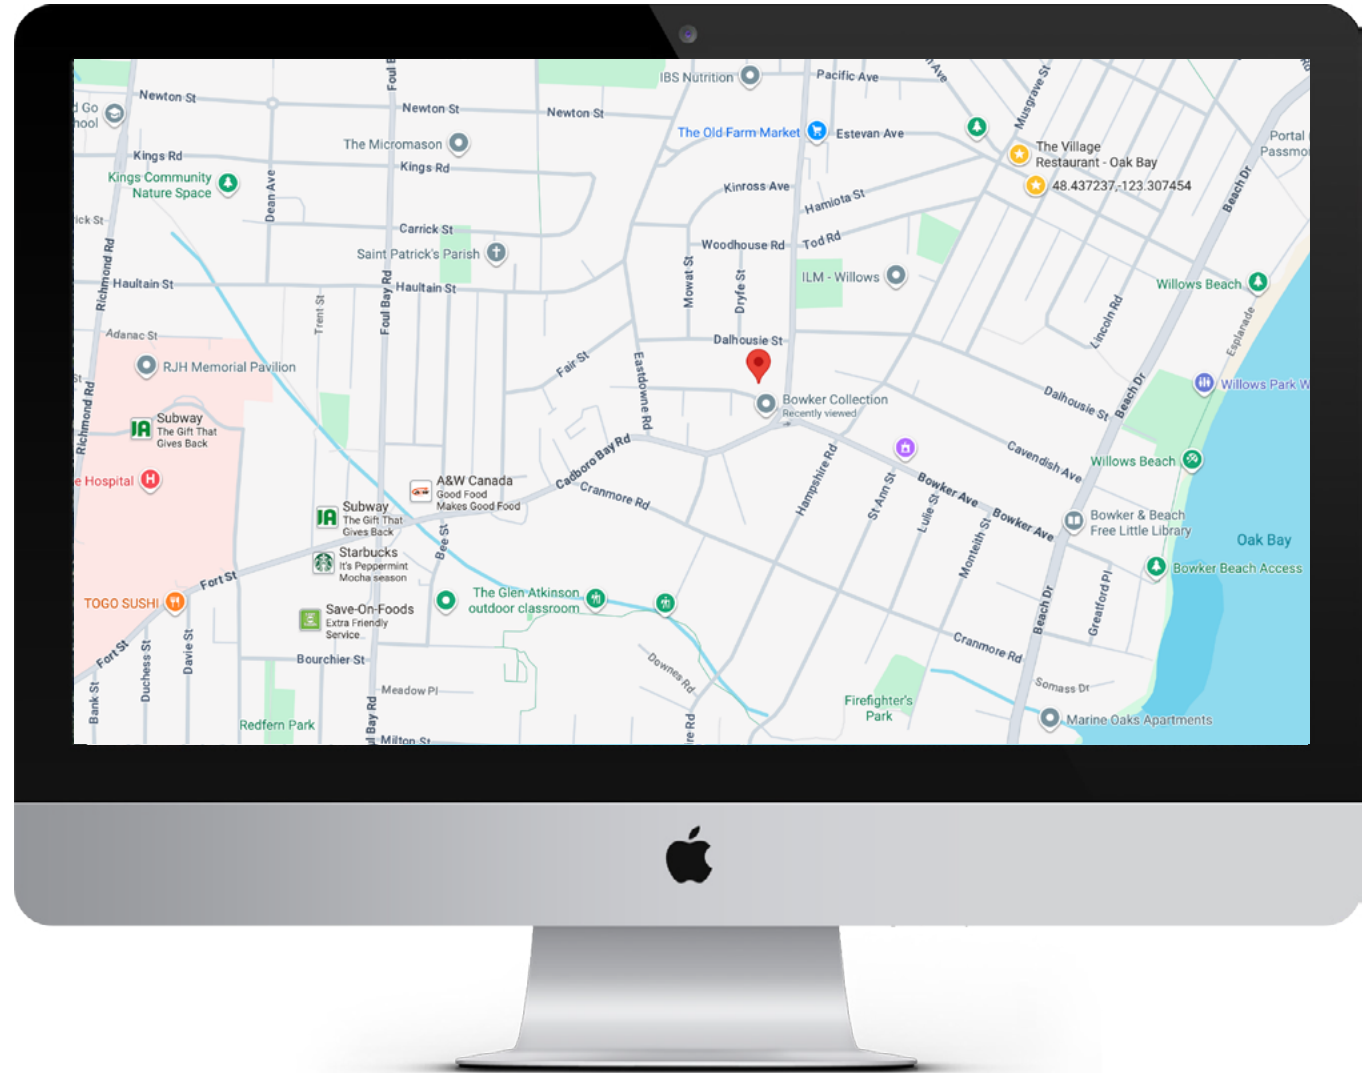 Foul B
Pacific Ave
n Ave
Musgrave St
IBS Nutrition
Newton St
Newton St
Newton St
d Go
hool
The Micromason
The Old Farm Market
Estevan Ave
Portal
Passmo
The Village
Restaurant - Oak Bay
Kings Rd
Kings Rd
Kings Community
Nature Space
Dean Ave
Kinross Ave
48.437237,-123.307454
Beach Dr
Hamiota St
rick St
Carrick St
Woodhouse Rd
Tod Rd
Saint Patrick's Parish
Richmond Rd
ILM - Willows
Mowat St
Dryfe St
Haultain St
Haultain St
Foul Bay Rd
Willows Beach
Trent St
Lincoln Rd
Esplanade
Adanac St
Dalhousie St
RJH Memorial Pavilion
Fair St
Eastdowne Rd
St
Willows Park W
Richmond Rd
Bowker Collection
Recently viewed
Dalhousie St
Beach Dr
Subway
The Gift That
Gives Back
Cadboro Bay Rd
Cavendish Ave
Willows Beach
e Hospital
A&W Canada
Good Food
Makes Good Food
Cranmore Rd
Hampshire Rd
St Ann St
Bowker Ave
Lulie St
Bowker Ave
Subway
The Gift That
Gives Back
Bowker & Beach
Free Little Library
Bee St
Monteith St
Oak Bay
Starbucks
It's Peppermint
Mocha season
Bowker Beach Access
Fort St
TOGO SUSHI
The Glen Atkinson
outdoor classroom
Save-On-Foods
Extra Friendly
Service...
Beach Dr
Greatford Pl
Fort St
Duchess St
Davie St
Bourchier St
Cranmore Rd
Downes Rd
Bank St
Meadow Pl
Somass Dr
Firefighter's
Park
Redfern Park
ul Bay Rd
ire Rd
Marine Oaks Apartments
Milton St